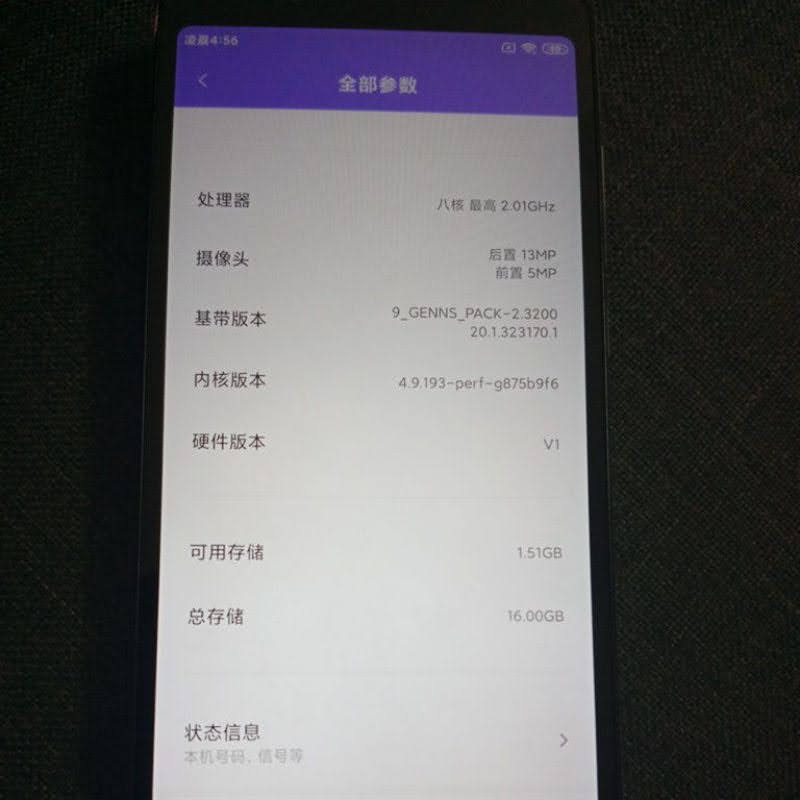 凌晨4:56
全部参数
处理器
八核 最高 2.01GHz
摄像头
后置 13MP
前置 5MP
基带版本
9_GENNS_PACK-2.3200
20.1.323170.1
内核版本
4.9.193-perf-g875b9f6
硬件版本
V1
可用存储
1.51GB
总存储
16.00GB
状态信息
本机号码、信号等